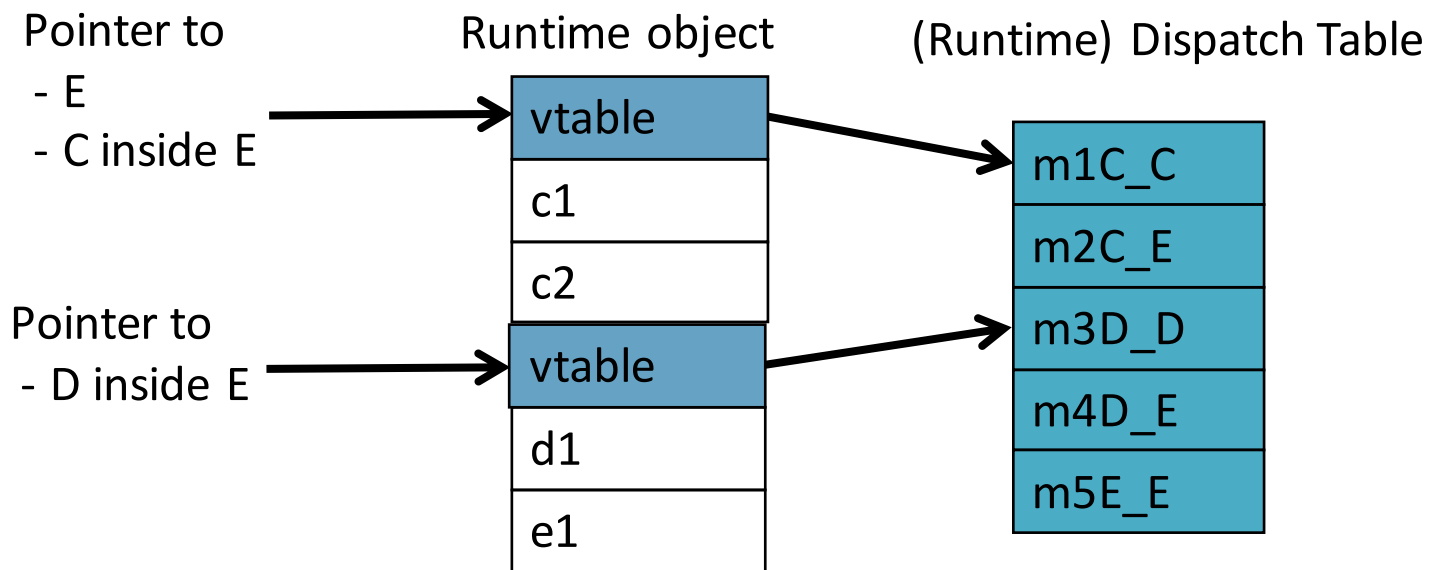 Pointer to
- E
- C inside E
Pointer to
- D inside E
Runtime object
vtable
c1
c2
vtable
d1
e1
(Runtime) Dispatch Table
m1C_C
m2C_E
m3D_D
m4D_E
m5E_E